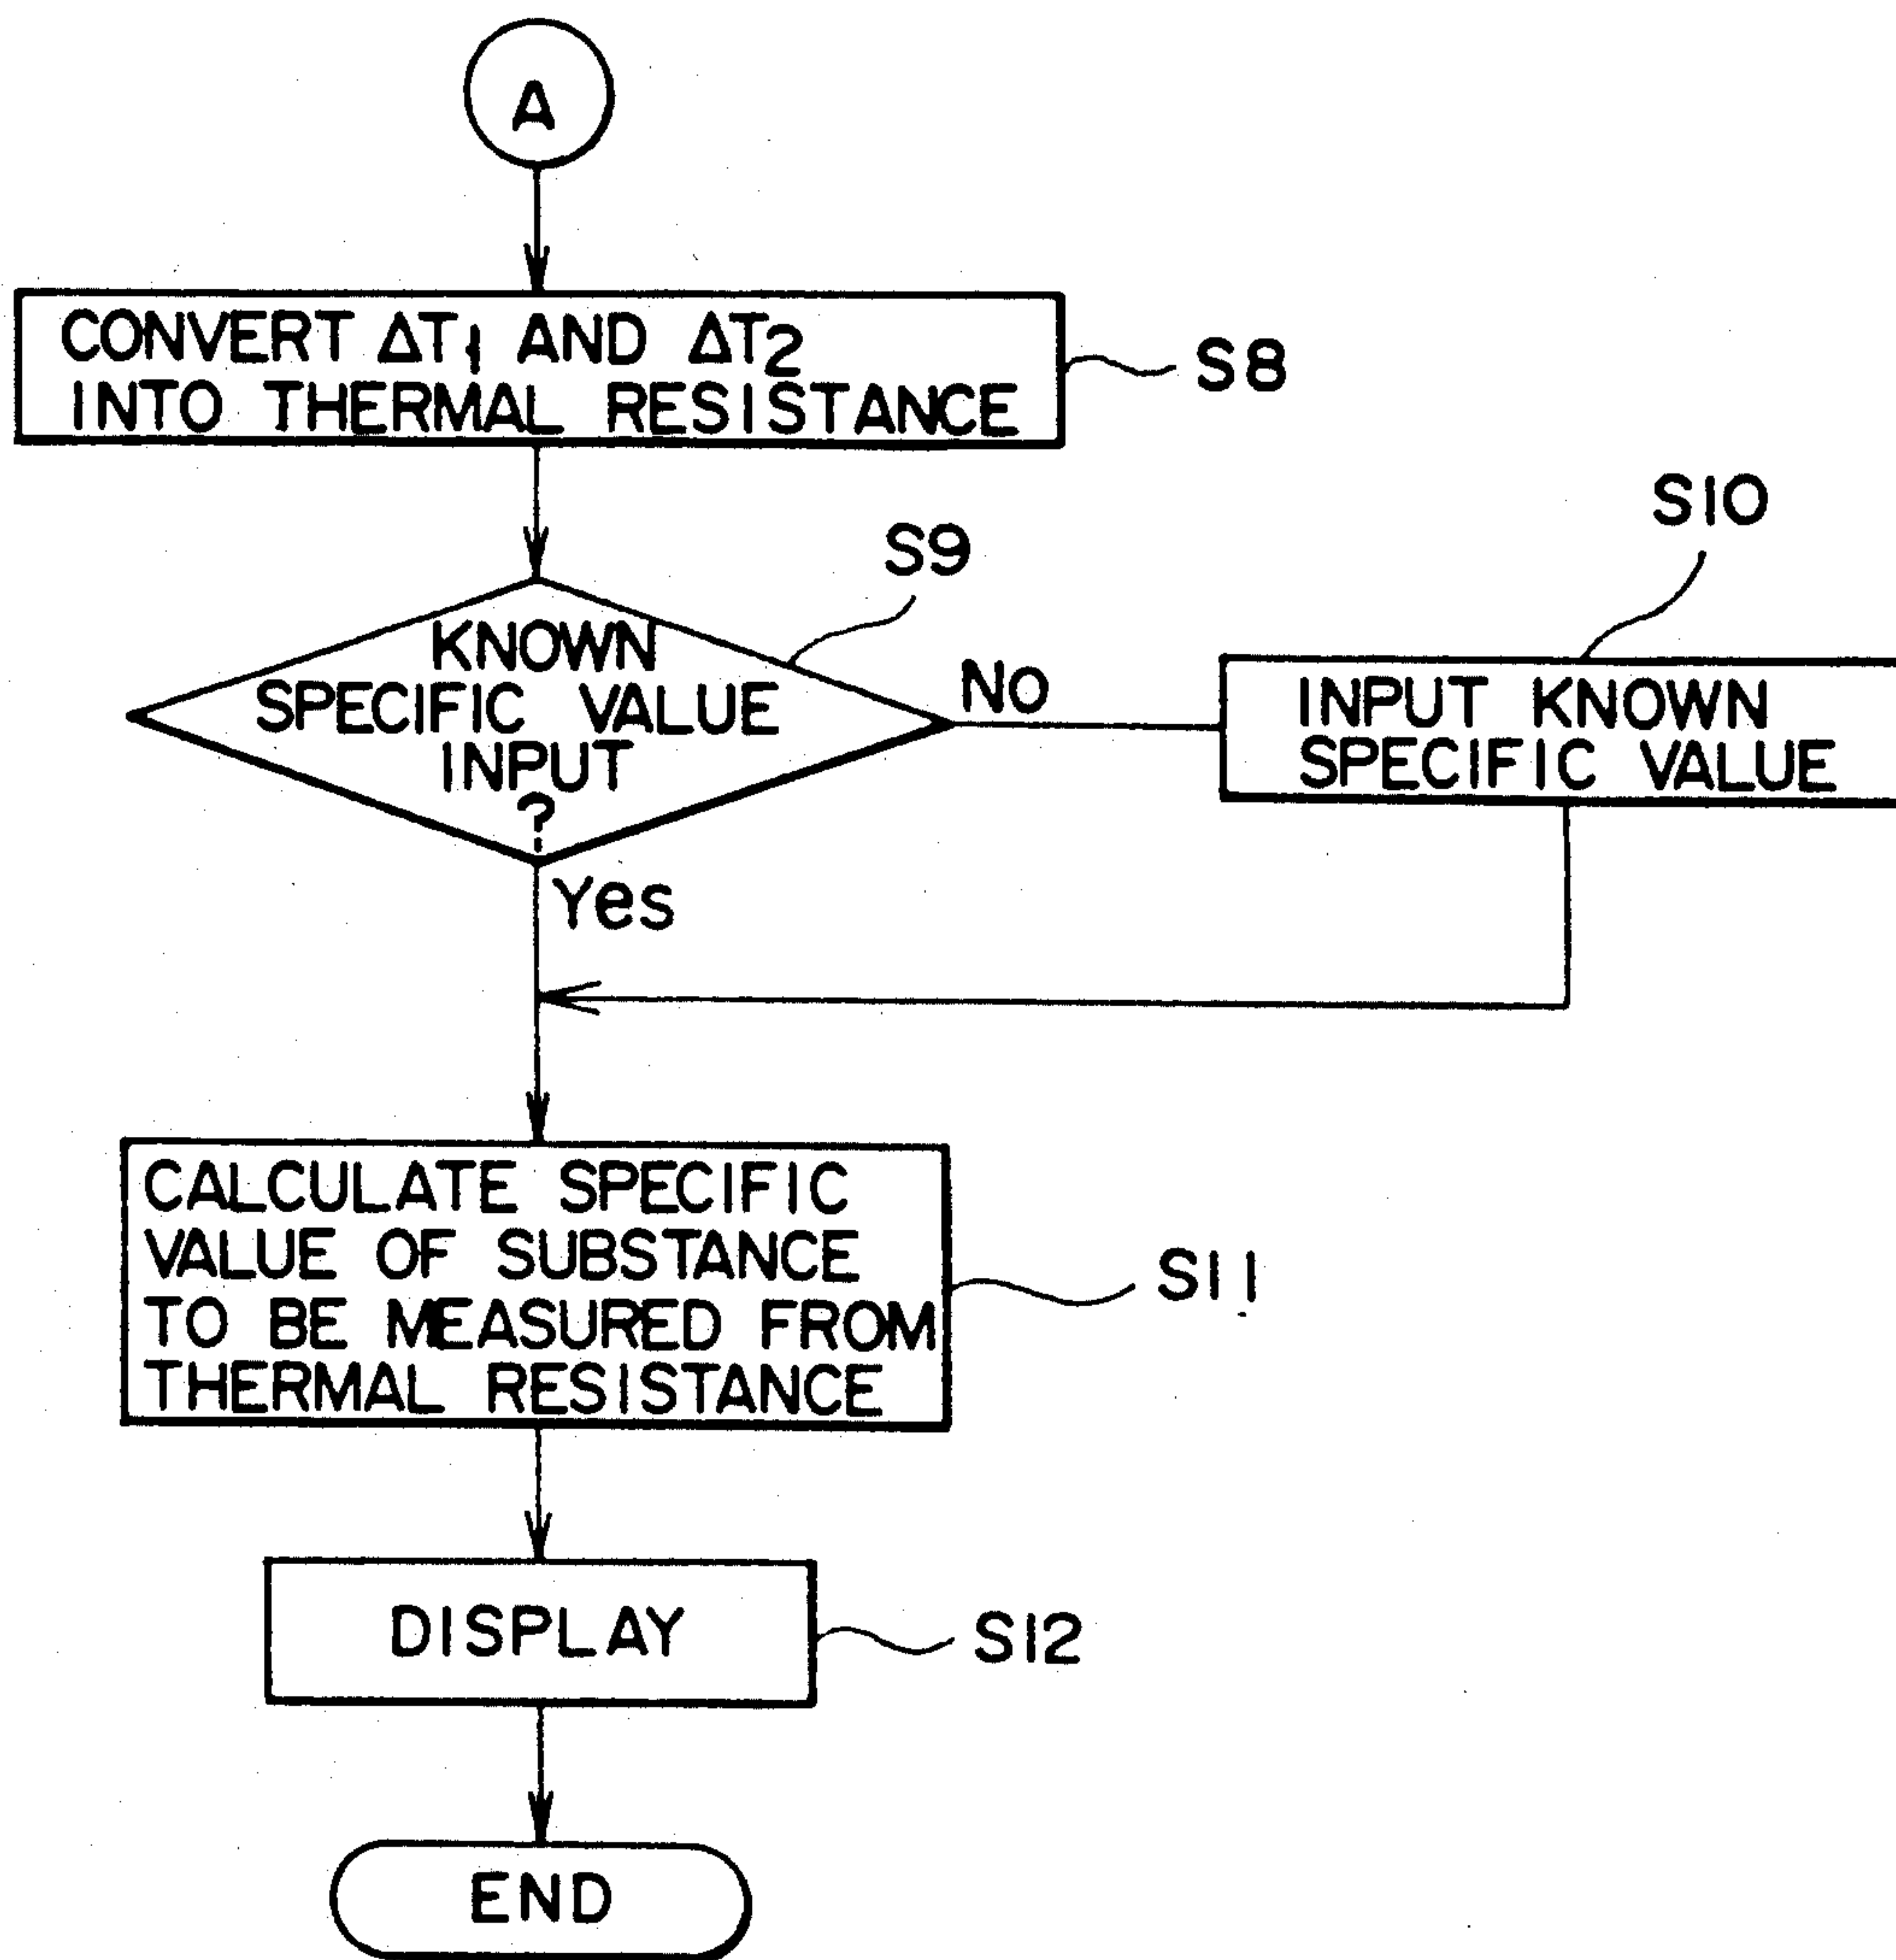 A
CONVERT ΔT1 AND ΔT2
INTO THERMAL RESISTANCE
S8
S9
S10
KNOWN
SPECIFIC VALUE
INPUT
?
NO
INPUT KNOWN
SPECIFIC VALUE
Yes
CALCULATE SPECIFIC
VALUE OF SUBSTANCE
TO BE MEASURED FROM
THERMAL RESISTANCE
S11
DISPLAY
S12
END